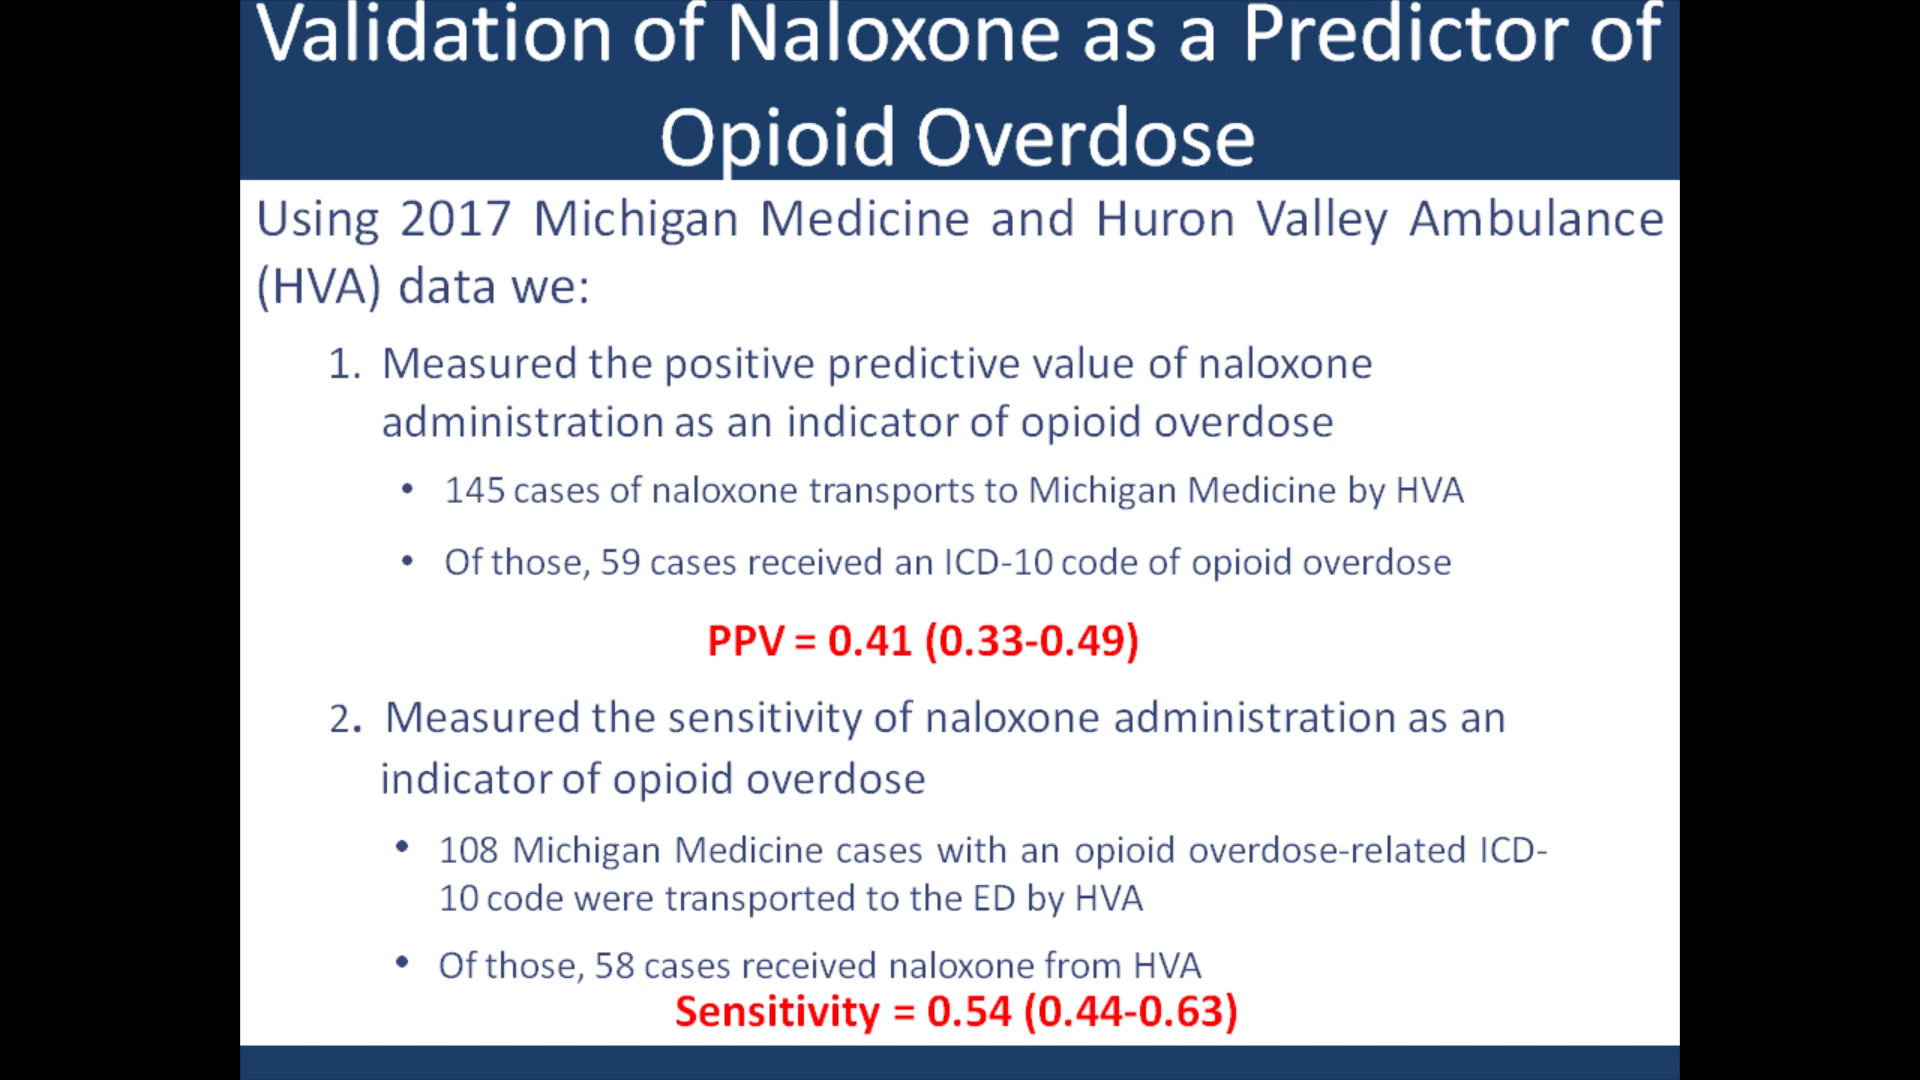 Validation of Naloxone as a Predictor of
Opioid Overdose
Using 2017 Michigan Medicine and Huron Valley Ambulance
(HVA) data we:
1. Measured the positive predictive value of naloxone
administration as an indicator of opioid overdose
• 145 cases of naloxone transports to Michigan Medicine by HVA
• Of those, 59 cases received an ICD-10 code of opioid overdose
PPV = 0.41 (0.33-0.49)
2. Measured the sensitivity of naloxone administration as an
indicator of opioid overdose
• 108 Michigan Medicine cases with an opioid overdose-related ICD-
10 code were transported to the ED by HVA
• Of those, 58 cases received naloxone from HVA
Sensitivity = 0.54 (0.44-0.63)